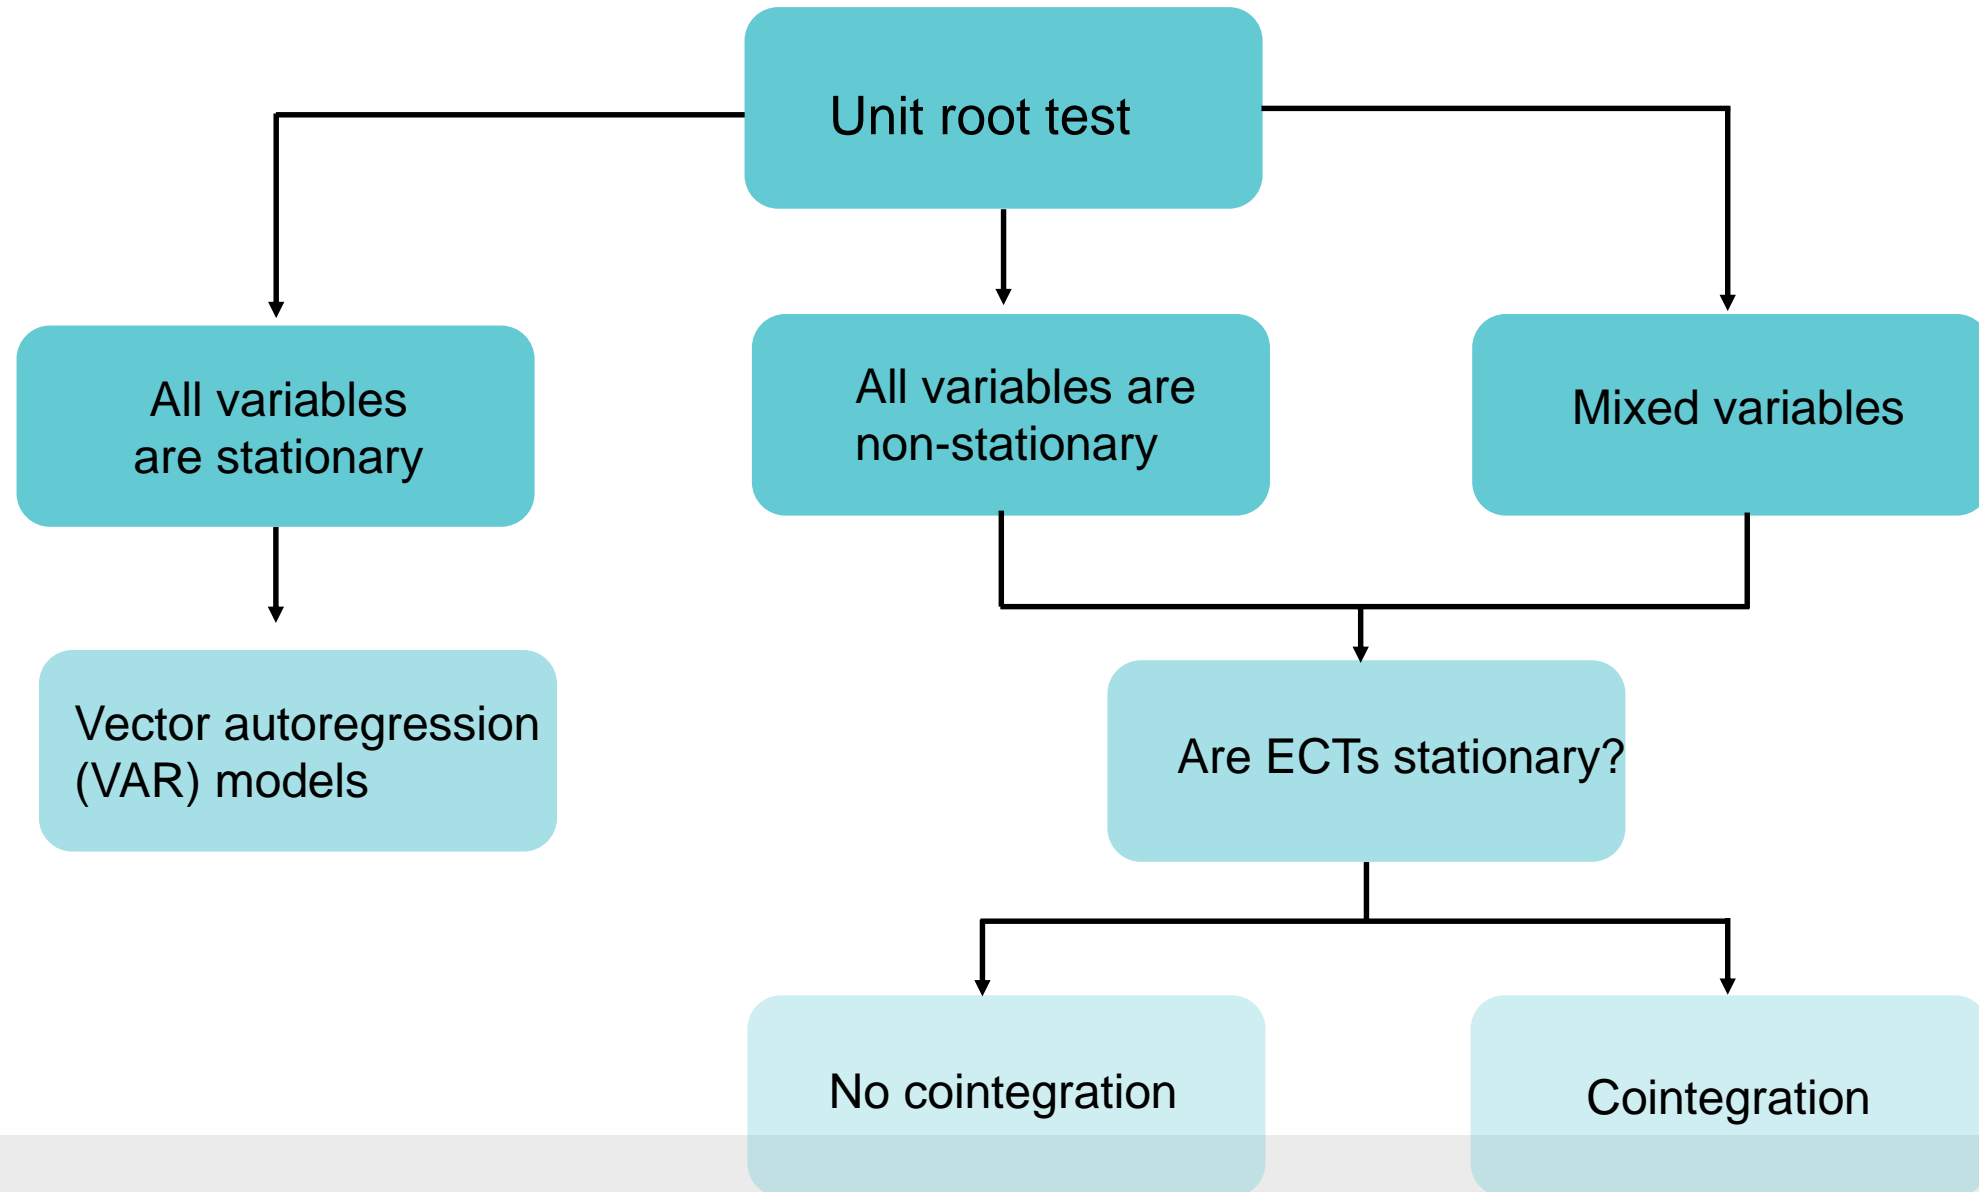 Unit root test
All variables
are stationary
All variables are
non-stationary
Mixed variables
Vector autoregression
(VAR) models
Are ECTs stationary?
No cointegration
Cointegration